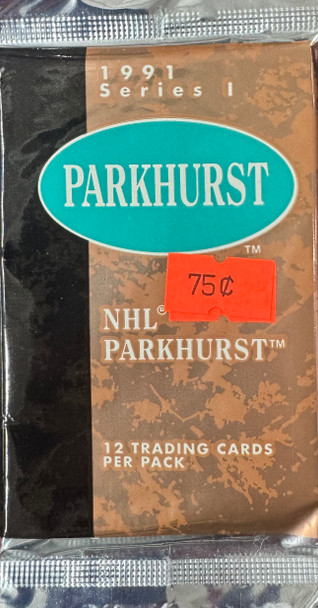 1991
Series I
PARKHURST
TM
75¢
NHL®
PARKHURST™
12 TRADING CARDS
PER PACK